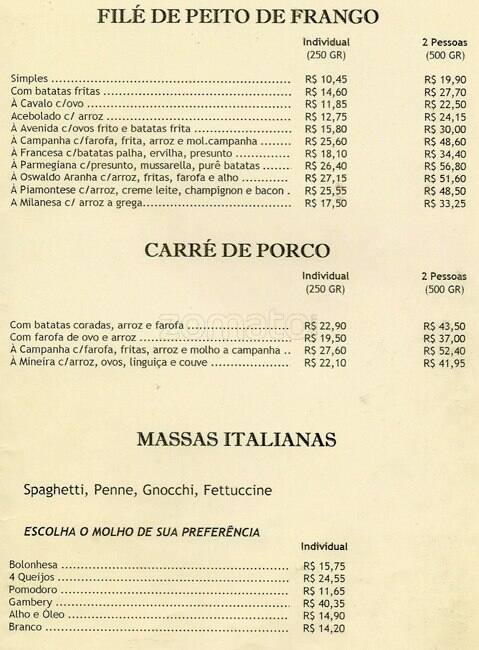 FILÉ DE PEITO DE FRANGO
Individual 2 Pessoas
(250 GR) (500 GR)
Simples R$ 10,45 R$ 19,90
Com batatas fritas R$ 14,60 R$ 27,70
À Cavalo c/ovo R$ 11,85 R$ 22,50
Acebolado c/ arroz R$ 12,75 R$ 24,15
À Avenida c/ovos frito e batatas frita R$ 15,80 R$ 30,00
À Campanha c/farofa, frita, arroz e mol.campanha R$ 25,60 R$ 48,60
À Francesa c/batatas palha, ervilha, presunto R$ 18,10 R$ 34,40
À Parmegiana c/presunto, mussarela, purê batatas R$ 26,40 R$ 56,80
À Oswaldo Aranha c/arroz, fritas, farofa e alho R$ 27,15 R$ 51,60
À Piamontese c/arroz, creme leite, champignon e bacon . R$ 25,55 R$ 48,50
A Milanesa c/ arroz a grega R$ 17,50 R$ 33,25
CARRÉ DE PORCO
Individual 2 Pessoas
(250 GR) (500 GR)
zomato
Com batatas coradas, arroz e farofa R$ 22,90 R$ 43,50
Com farofa de ovo e arroz R$ 19,50 R$ 37,00
À Campanha c/farofa, fritas, arroz e molho a campanha .. R$ 27,60 R$ 52,40
À Mineira c/arroz, ovos, linguiça e couve R$ 22,10 R$ 41,95
MASSAS ITALIANAS
Spaghetti, Penne, Gnocchi, Fettuccine
ESCOLHA O MOLHO DE SUA PREFERÊNCIA
Individual
Bolonhesa R$ 15,75
4 Queijos R$ 24,55
Pomodoro R$ 11,65
Gambery R$ 40,35
Alho e Óleo R$ 14,90
Branco R$ 14,20